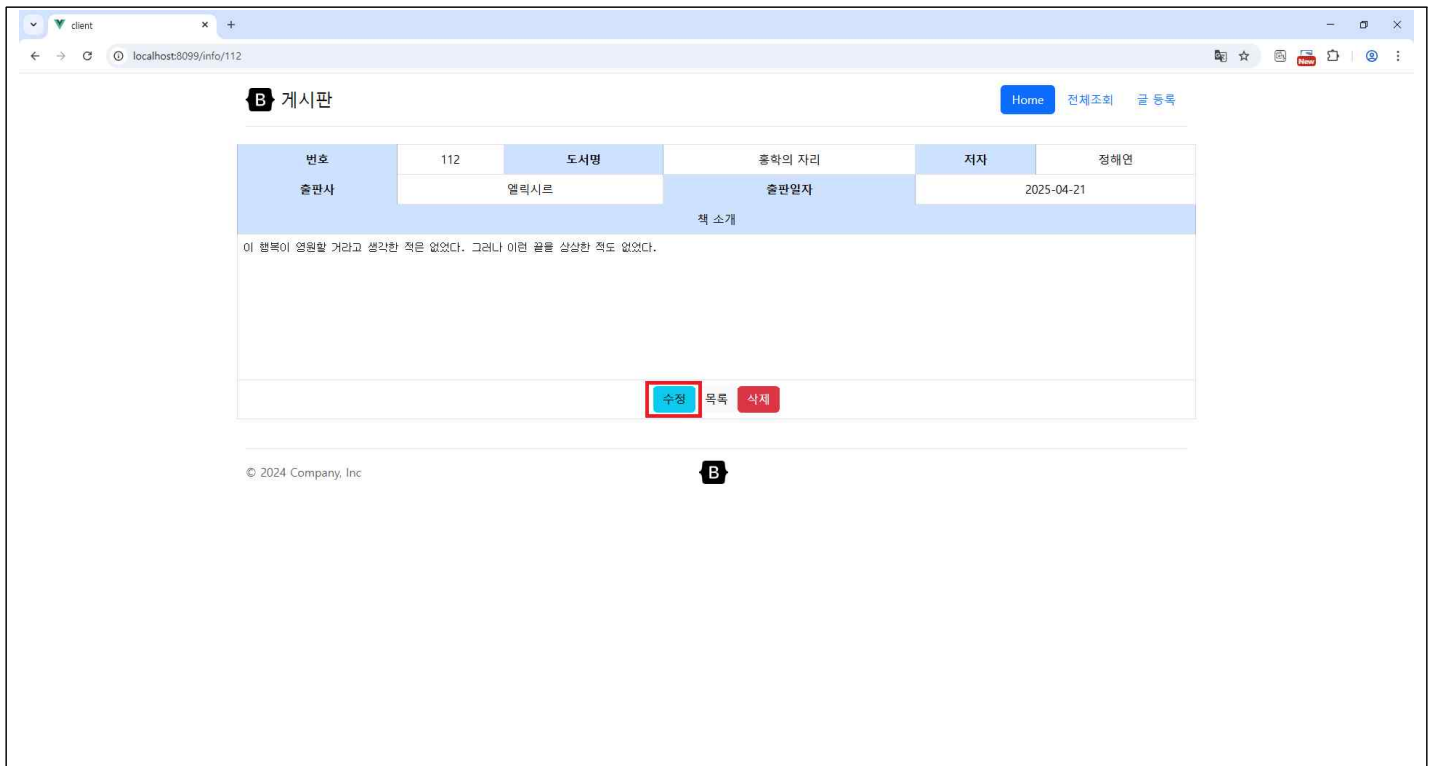 client
localhost:8099/info/112
New
B 게시판 Home 전체조회 글 등록
번호 112 도서명 홍학의 자리 저자 정해연
출판사 엘릭시르 출판일자 2025-04-21
책 소개
이 행복이 영원할 거라고 생각한 적은 없었다. 그러나 이런 끝을 상상한 적도 없었다.
수정 목록 삭제
© 2024 Company, Inc B